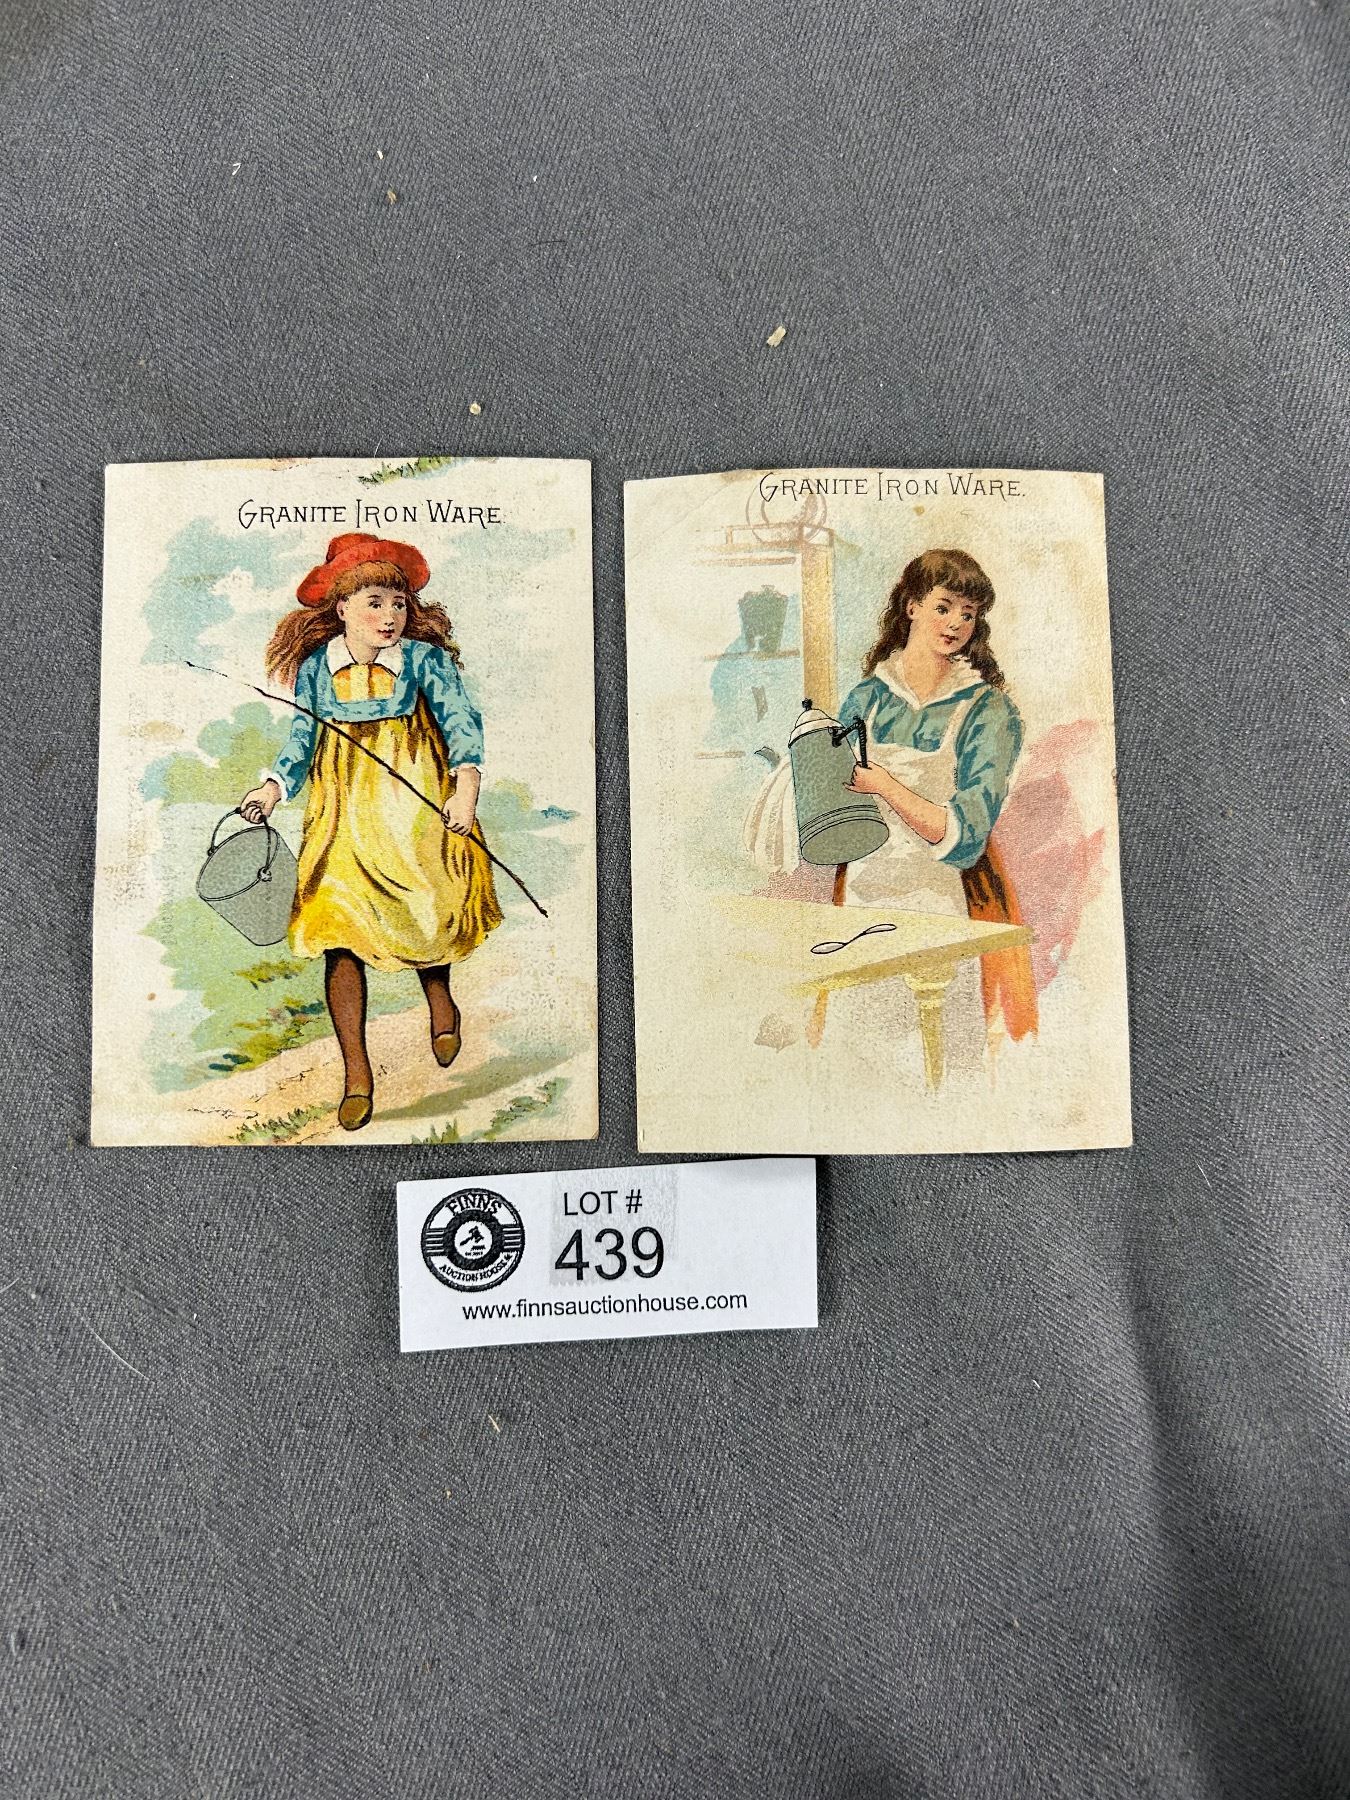 GRANITE IRON WARE.
GRANITE IRON WARE.
FINNS
AUCTION HOUSE
LOT #
439
www.finnsauctionhouse.com